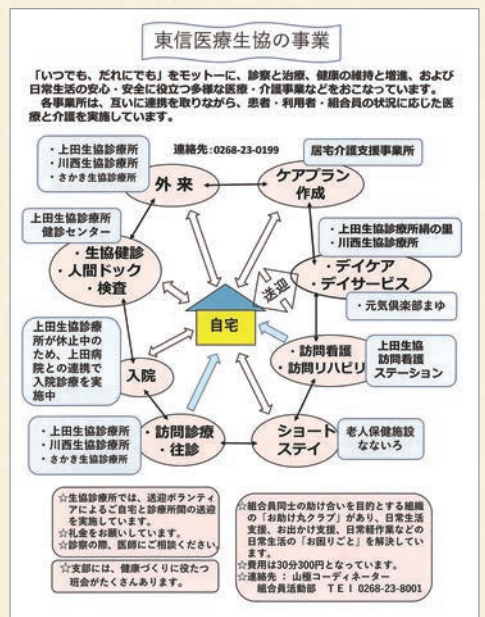 東信医療生協の事業
「いつでも、だれにでも」をモットーに、診察と治療、健康の維持と増進、および
日常生活の安心・安全に役立つ多様な医療・介護事業などをおこなっています。
各事業所は、互いに連携を取りながら、患者・利用者・組合員の状況に応じた医
療と介護を実施しています。
連絡先:0268-23-0199
・上田生協診療所
・川西生協診療所
・さかき生協診療所
外来
居宅介護支援事業所
ケアプラン
作成
上田生協診療所
健診センター
・生協健診
・人間ドック
・検査
・上田生協診療所絹の里
・川西生協診療所
・デイケア
・デイサービス
・元気倶楽部まゆ
送迎
自宅
上田生協診療
所が休止中の
ため、上田病
院との連携で
入院診療を実
施中
入院
・訪問看護
・訪問リハビリ
上田生協
訪問看護
ステーション
・上田生協診療所
・川西生協診療所
・さかき生協診療所
・訪問診療
・往診
ショート
ステイ
老人保健施設
なないろ
☆生協診療所では、送迎ボランティ
アによるご自宅と診療所間の送迎
を実施しています。
☆礼金をお願いしています。
☆診察の際、医師にご相談ください。
☆支部には、健康づくりに役立つ
班会がたくさんあります。
☆組合員同士の助け合いを目的とする組織
の「お助け丸クラブ」があり、日常生活
支援、お出かけ支援、日常軽作業などの
日常生活の「お困りごと」を解決してい
ます。
☆費用は30分300円となっています。
☆連絡先：山極コーディネーター
組合員活動部 TEl 0268-23-8001